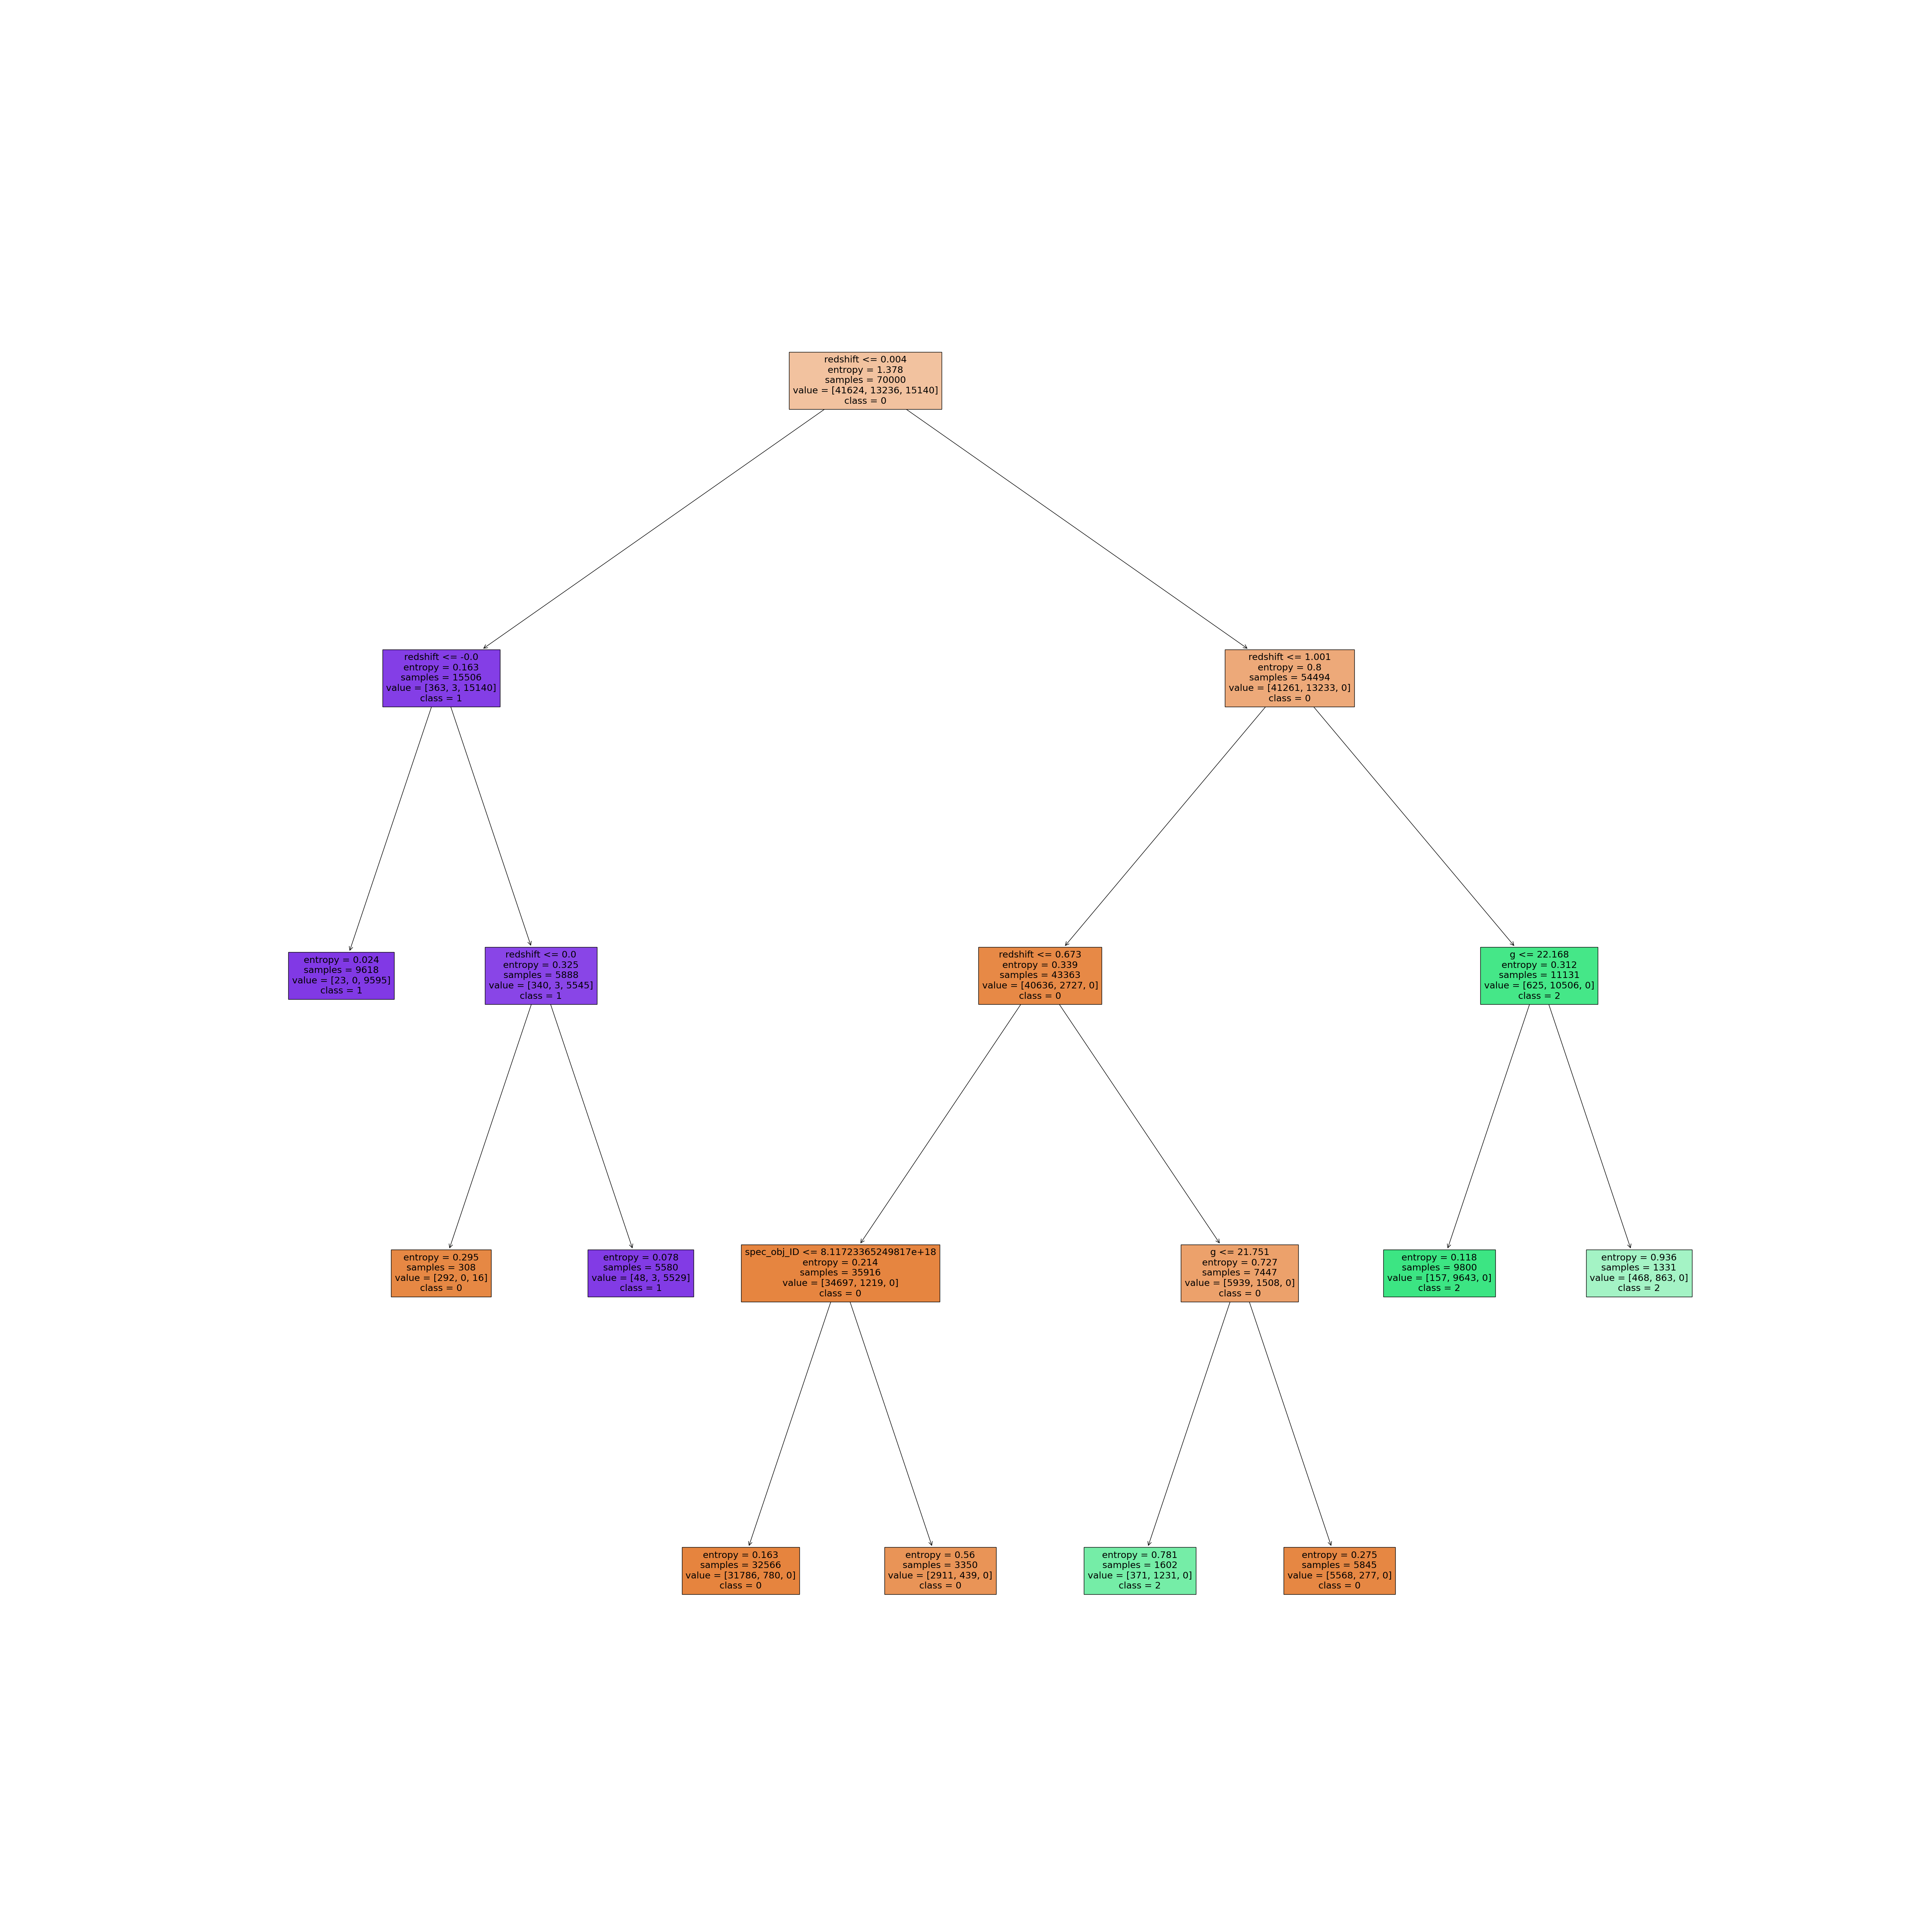 redshift <= 0.004
entropy = 1.378
samples = 70000
value = [41624, 13236, 15140]
class = 0
redshift <= -0.0
entropy = 0.163
samples = 15506
value = [363, 3, 15140]
class = 1
redshift <= 1.001
entropy = 0.8
samples = 54494
value = [41261, 13233, 0]
class = 0
entropy = 0.024
samples = 9618
value = [23, 0, 9595]
class = 1
redshift <= 0.0
entropy = 0.325
samples = 5888
value = [340, 3, 5545]
class = 1
redshift <= 0.673
entropy = 0.339
samples = 43363
value = [40636, 2727, 0]
class = 0
g <= 22.168
entropy = 0.312
samples = 11131
value = [625, 10506, 0]
class = 2
entropy = 0.295
samples = 308
value = [292, 0, 16]
class = 0
entropy = 0.078
samples = 5580
value = [48, 3, 5529]
class = 1
spec_obj_ID <= 8.11723365249817e+18
entropy = 0.214
samples = 35916
value = [34697, 1219, 0]
class = 0
g <= 21.751
entropy = 0.727
samples = 7447
value = [5939, 1508, 0]
class = 0
entropy = 0.118
samples = 9800
value = [157, 9643, 0]
class = 2
entropy = 0.936
samples = 1331
value = [468, 863, 0]
class = 2
entropy = 0.163
samples = 32566
value = [31786, 780, 0]
class = 0
entropy = 0.56
samples = 3350
value = [2911, 439, 0]
class = 0
entropy = 0.781
samples = 1602
value = [371, 1231, 0]
class = 2
entropy = 0.275
samples = 5845
value = [5568, 277, 0]
class = 0